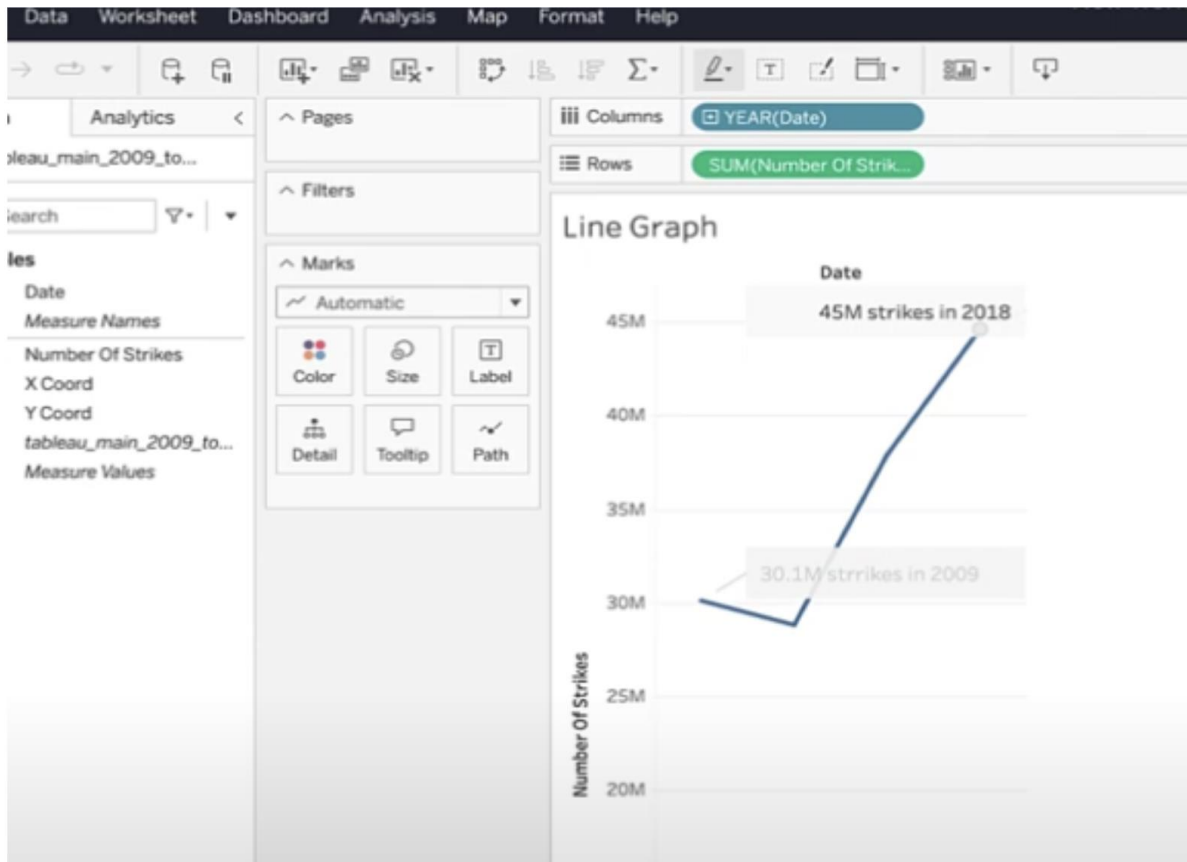 Data Worksheet Dashboard Analysis Map Format Help
Analytics
Pages
Columns
YEAR(Date)
bleau_main_2009_to...
Rows
SUM(Number Of Strik...
Filters
Search
Line Graph
Marks
les
Date
Automatic
Date
Measure Names
45M strikes in 2018
45M
Number Of Strikes
X Coord
Y Coord
tableau_main_2009_to...
Measure Values
Color
Size
Label
Detail
Tooltip
Path
40M
35M
30.1M strrikes in 2009
30M
25M
20M
Number Of Strikes